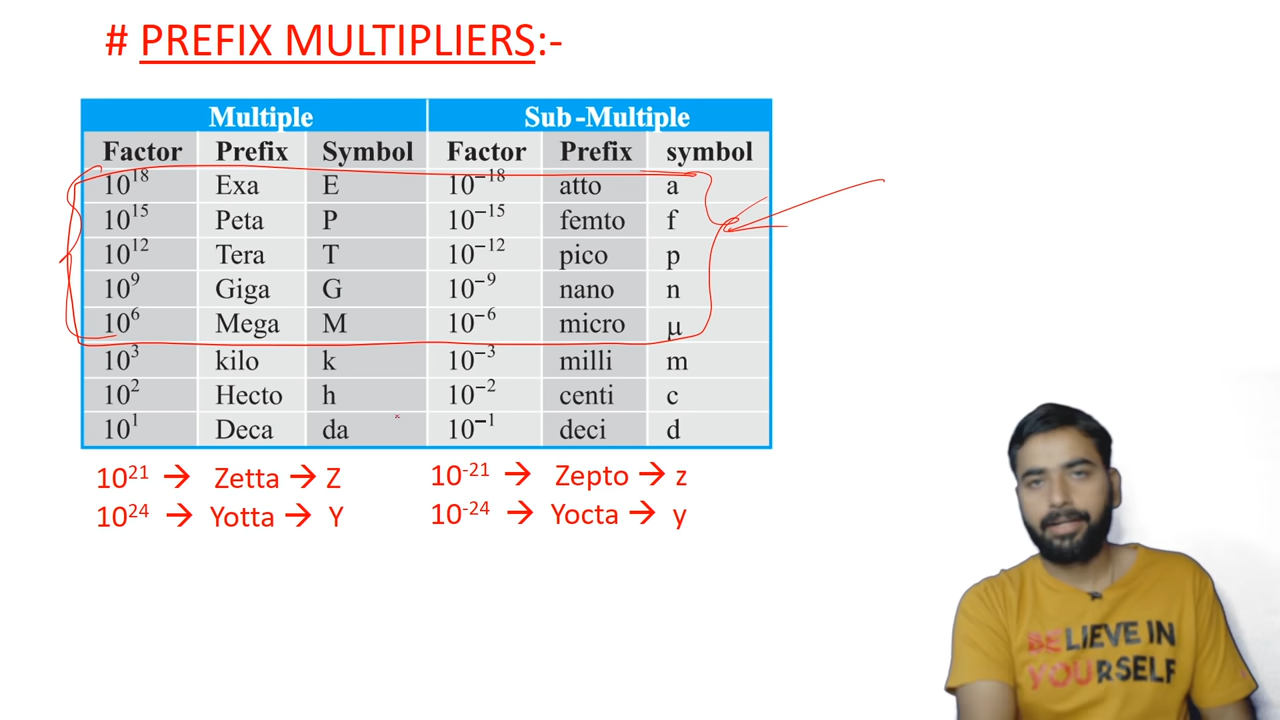 # PREFIX MULTIPLIERS:-
Multiple Sub-Multiple
Factor Prefix Symbol Factor Prefix symbol
10¹⁸ Exa E 10⁻¹⁸ atto a
10¹⁵ Peta P 10⁻¹⁵ femto f
10¹² Tera T 10⁻¹² pico p
10⁹ Giga G 10⁻⁹ nano n
10⁶ Mega M 10⁻⁶ micro μ
10³ kilo k 10⁻³ milli m
10² Hecto h 10⁻² centi c
10¹ Deca da 10⁻¹ deci d
10²¹ → Zetta → Z 10⁻²¹ → Zepto → z
10²⁴ → Yotta → Y 10⁻²⁴ → Yocta → y
BELIEVE IN
YOURSELF